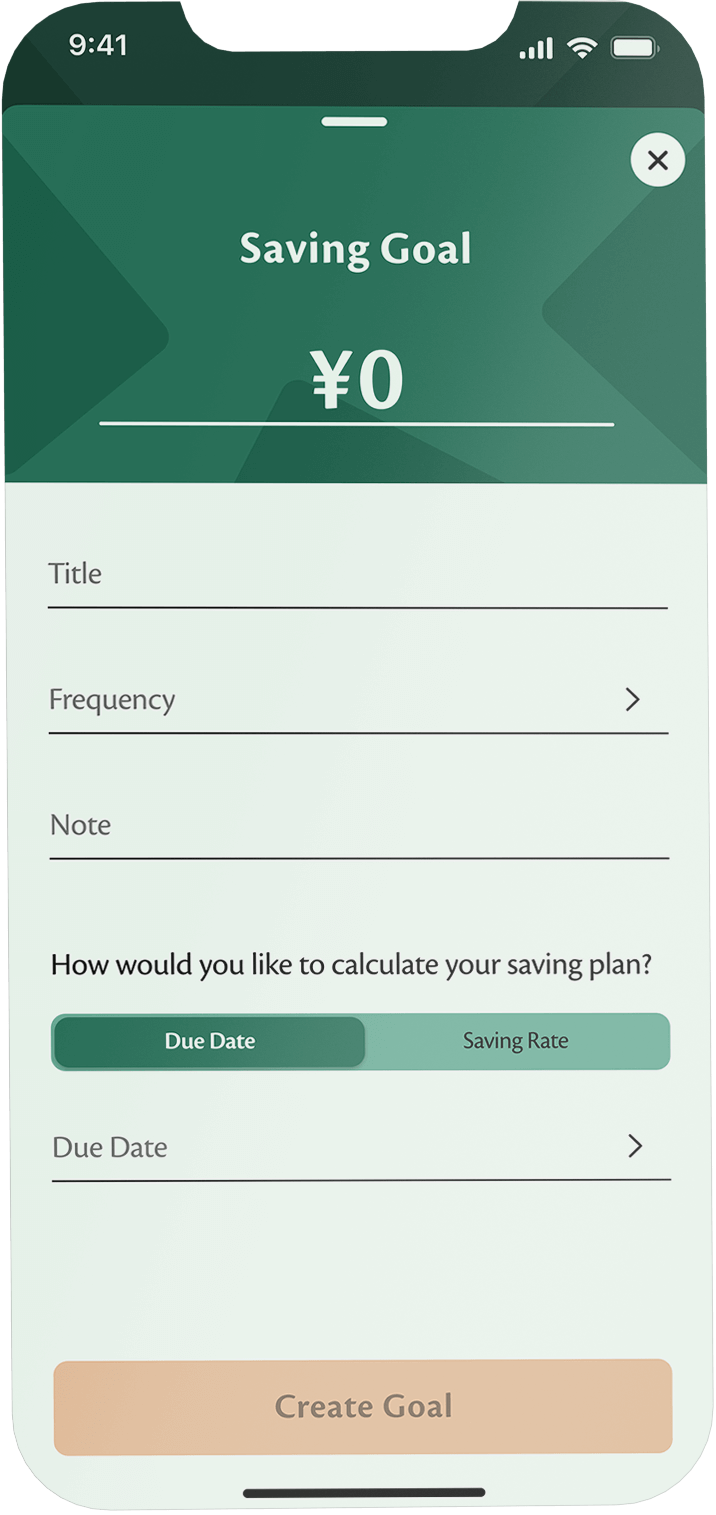 9:41
Saving Goal
¥0
Title
Frequency
Note
How would you like to calculate your saving plan?
Due Date
Saving Rate
Due Date
Create Goal